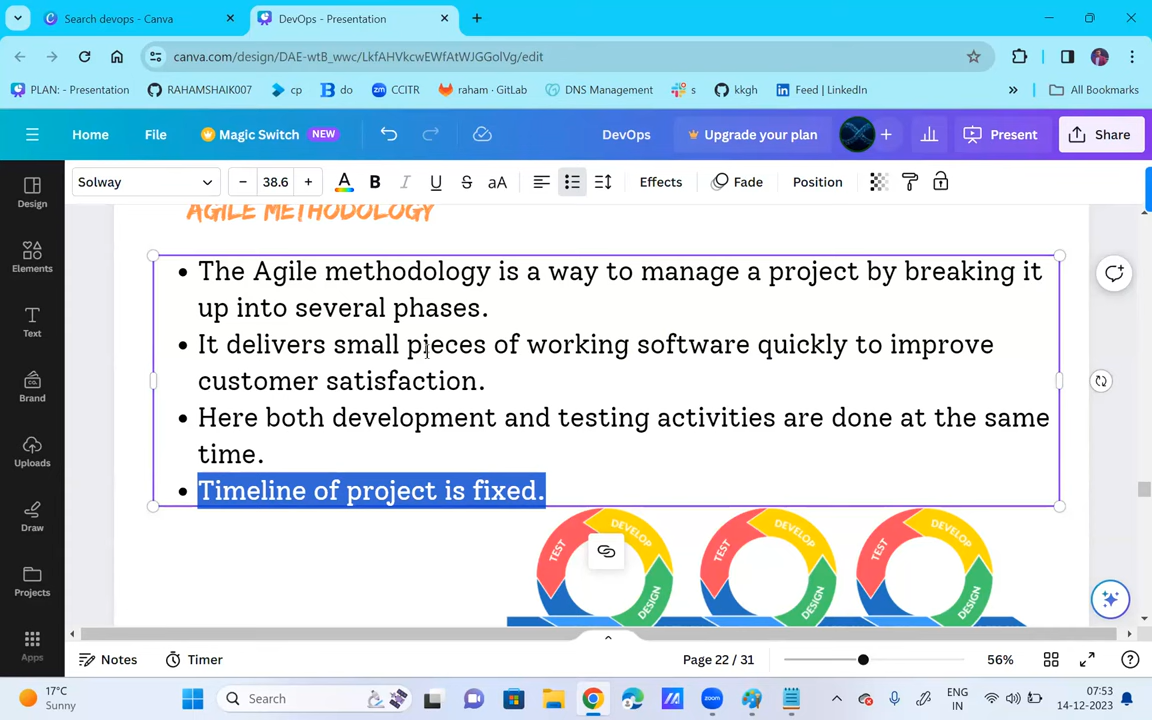 Search devops - Canva
DevOps - Presentation
canva.com/design/DAE-wtB_wwc/LkfAHVkcwEWfAtWJGGolVg/edit
PLAN: - Presentation
RAHAMSHAIK007
cp
do
CCITR
raham · GitLab
DNS Management
s
kkgh
Feed | LinkedIn
All Bookmarks
Home
File
Magic Switch NEW
DevOps
Upgrade your plan
Present
Share
Solway
38.6
A
B
I
U
S
aA
Effects
Fade
Position
Design
Elements
Text
Brand
Uploads
Draw
Projects
Apps
AGILE METHODOLOGY
The Agile methodology is a way to manage a project by breaking it
up into several phases.
It delivers small pieces of working software quickly to improve
customer satisfaction.
Here both development and testing activities are done at the same
time.
Timeline of project is fixed.
TEST DEVELOP DESIGN
TEST DEVELOP DESIGN
TEST DEVELOP DESIGN
Notes
Timer
Page 22 / 31
56%
17°C
Sunny
Search
zoom
ENG
IN
07:53
14-12-2023